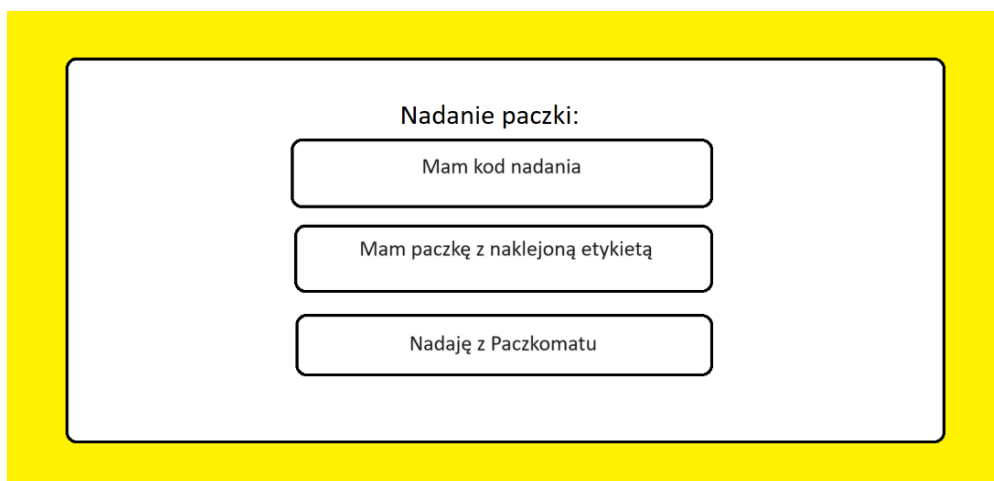 Nadanie paczki:
Mam kod nadania
Mam paczkę z naklejoną etykietą
Nadaję z Paczkomatu